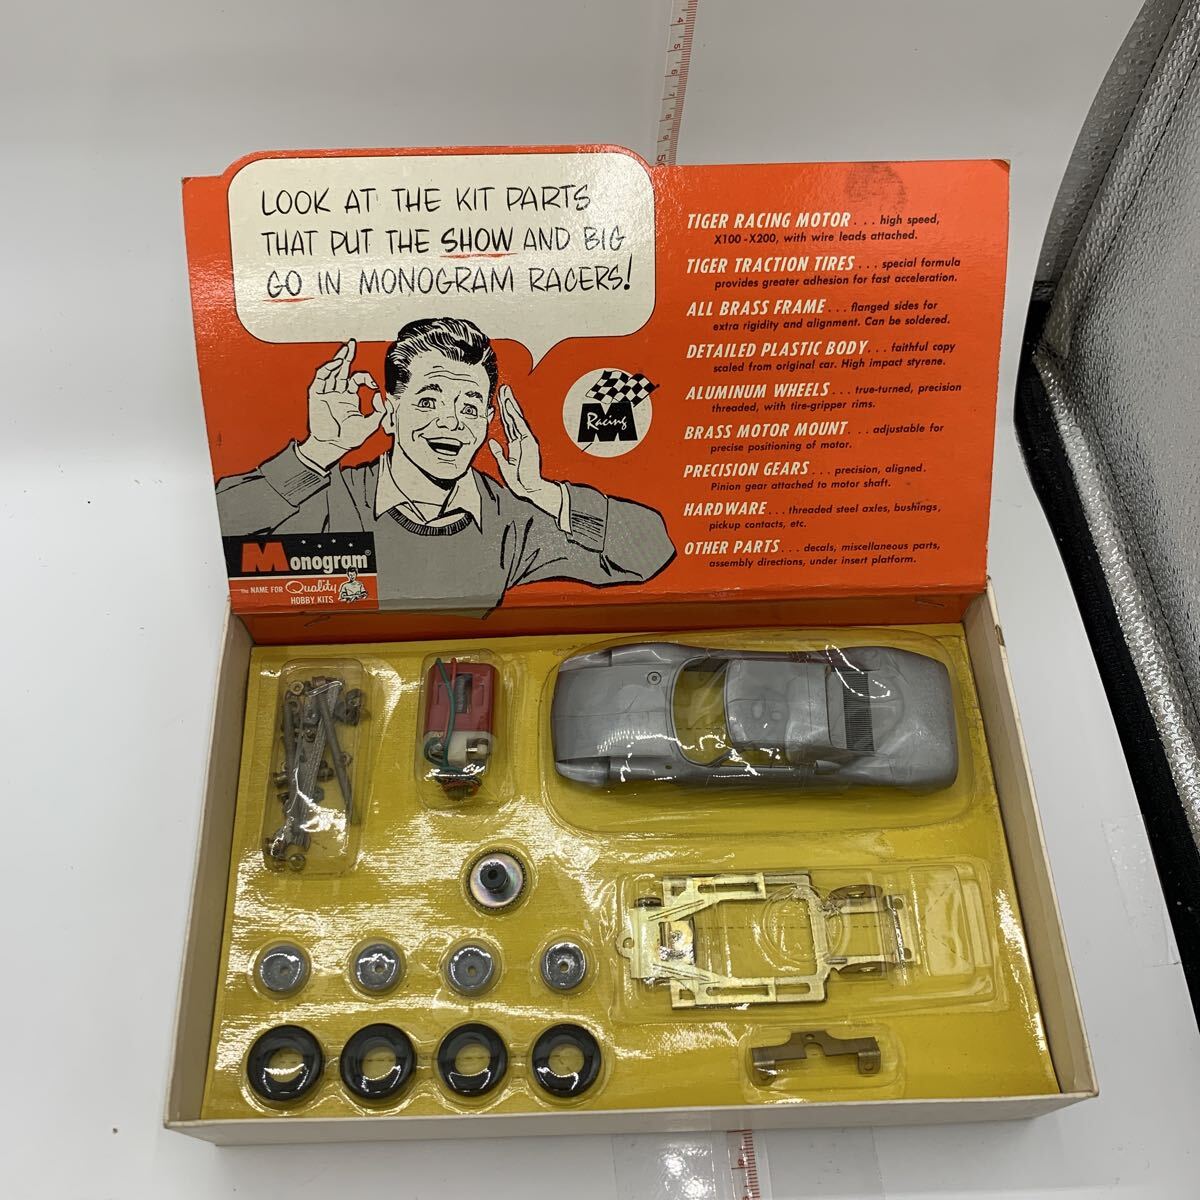 LOOK AT THE KIT PARTS
THAT PUT THE SHOW AND BIG
GO IN MONOGRAM RACERS!
Racing
M
Monogram®
THE NAME FOR Quality
HOBBY KITS
TIGER RACING MOTOR . . . high speed,
X100-X200, with wire leads attached.
TIGER TRACTION TIRES . . . special formula
provides greater adhesion for fast acceleration.
ALL BRASS FRAME . . . flanged sides for
extra rigidity and alignment. Can be soldered.
DETAILED PLASTIC BODY . . . faithful copy
scaled from original car. High impact styrene.
ALUMINUM WHEELS . . . true-turned, precision
threaded, with tire-gripper rims.
BRASS MOTOR MOUNT . . . adjustable for
precise positioning of motor.
PRECISION GEARS . . . precision, aligned.
Pinion gear attached to motor shaft.
HARDWARE . . . threaded steel axles, bushings,
pickup contacts, etc.
OTHER PARTS . . . decals, miscellaneous parts,
assembly directions, under insert platform.